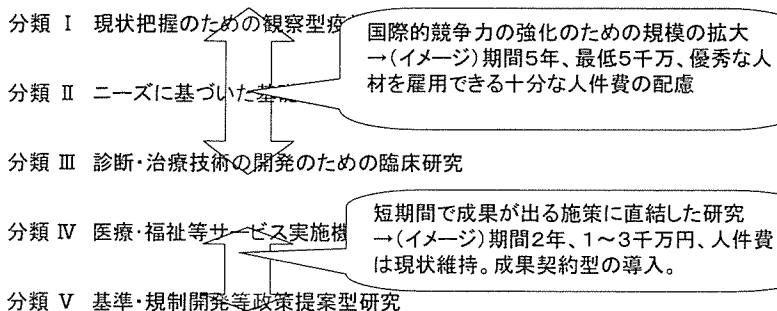 分類 Ⅰ 現状把握のための観察型疫
国際的競争力の強化のための規模の拡大
→(イメージ)期間5年、最低5千万、優秀な人
材を雇用できる十分な人件費の配慮
分類 Ⅱ ニーズに基づいた基
分類 Ⅲ 診断・治療技術の開発のための臨床研究
短期間で成果が出る施策に直結した研究
→(イメージ)期間2年、1~3千万円、人件費
は現状維持。成果契約型の導入。
分類 Ⅳ 医療・福祉等サービス実施機
分類 Ⅴ 基準・規制開発等政策提案型研究